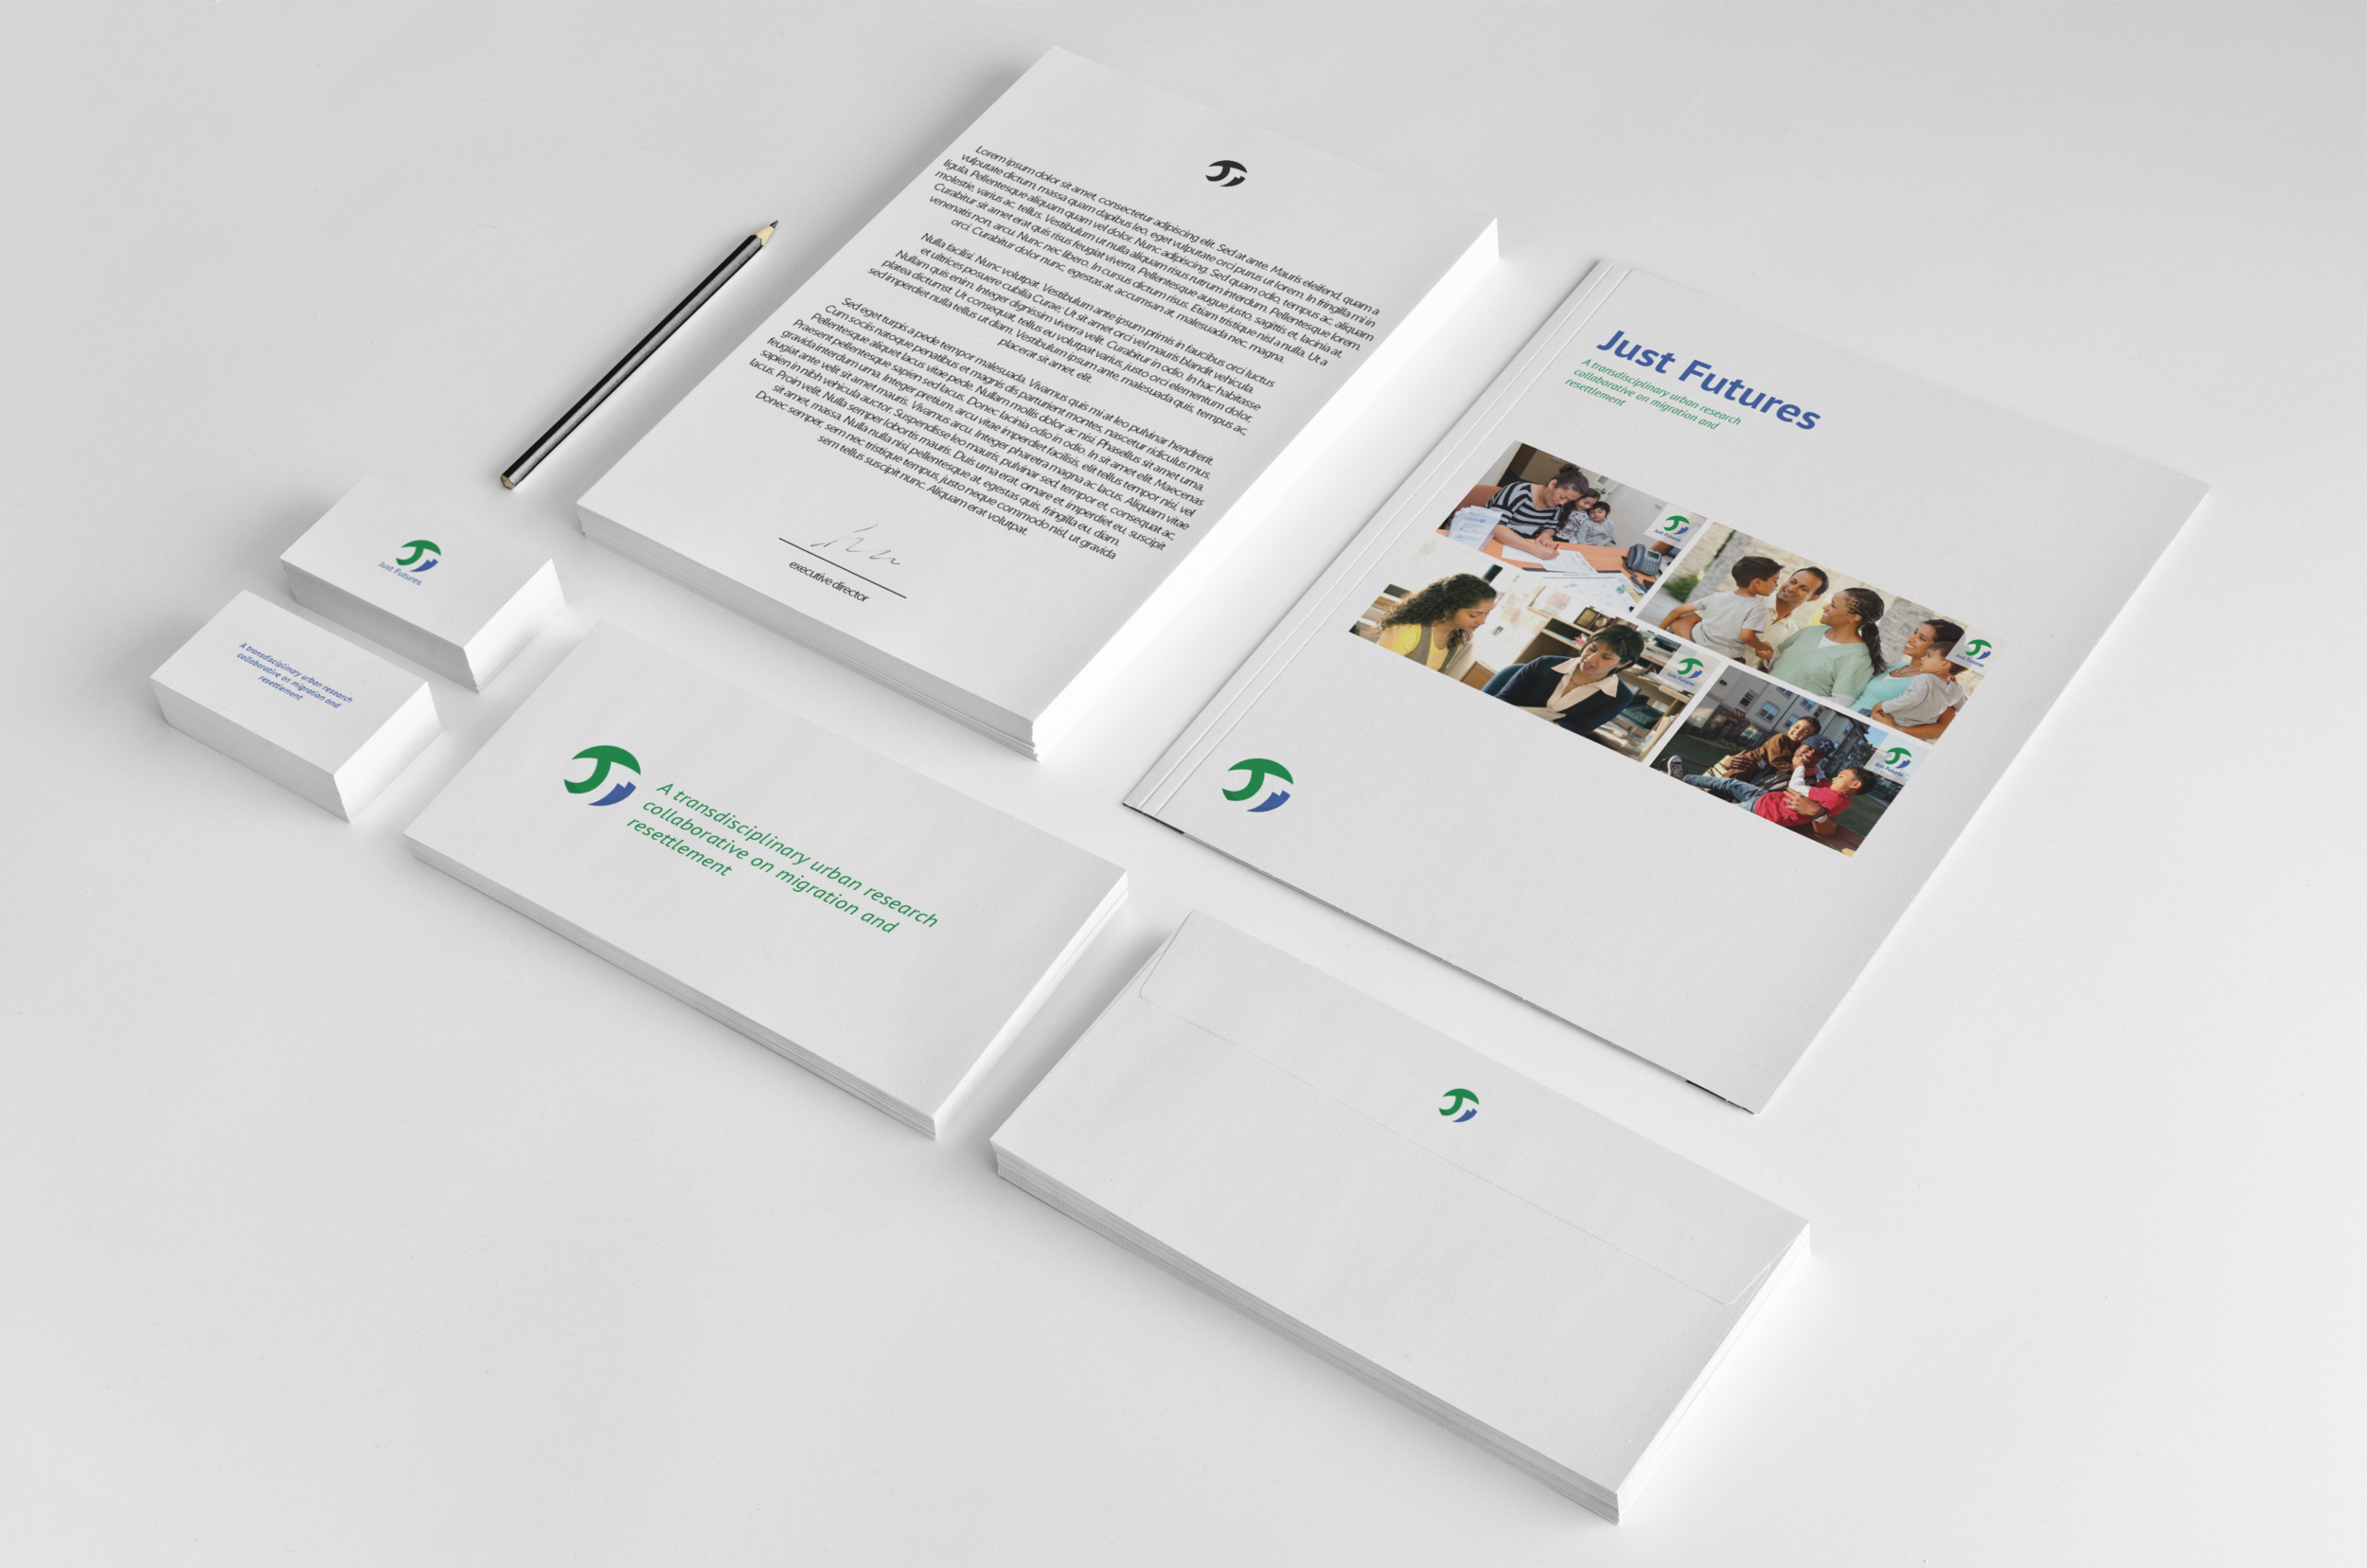 Lorem ipsum dolor sit amet, consectetur adipiscing elit. Sed at ante. Mauris eleifend, quam a
vulputate dictum, massa quam dapibus leo, eget vulputate orci purus ut lorem. In fringilla mi in
ligula. Pellentesque aliquam quam vel dolor. Nunc adipiscing. Sed quam odio, tempus ac, aliquam
molestie, varius ac, tellus. Vestibulum ut nulla aliquam risus rutrum interdum. Pellentesque lorem.
Curabitur sit amet erat quis risus feugiat viverra. Pellentesque augue justo, sagittis et, lacinia at,
venenatis non, arcu. Nunc nec libero. In cursus dictum risus. Etiam tristique nisl a nulla. Ut a
orci. Curabitur dolor nunc, egestas at, accumsan at, malesuada nec, magna.
Nulla facilisi. Nunc volutpat. Vestibulum ante ipsum primis in faucibus orci luctus
et ultrices posuere cubilia Curae; Ut sit amet orci vel mauris blandit vehicula.
Nullam quis enim. Integer dignissim viverra velit. Curabitur in odio. In hac habitasse
platea dictumst. Ut consequat, tellus eu volutpat varius, justo orci elementum dolor,
sed imperdiet nulla tellus ut diam. Vestibulum ipsum ante, malesuada quis, tempus ac,
placerat sit amet, elit.
Sed eget turpis a pede tempor malesuada. Vivamus quis mi at leo pulvinar hendrerit.
Cum sociis natoque penatibus et magnis dis parturient montes, nascetur ridiculus mus.
Pellentesque aliquet lacus vitae pede. Nullam mollis dolor ac nisi. Phasellus sit amet urna.
Praesent pellentesque sapien sed lacus. Donec lacinia odio in odio. In sit amet elit. Maecenas
gravida interdum urna. Integer pretium, arcu vitae imperdiet facilisis, elit tellus tempor nisi, vel
feugiat ante velit sit amet mauris. Vivamus arcu. Integer pharetra magna ac lacus. Aliquam vitae
sapien in nibh vehicula auctor. Suspendisse leo mauris, pulvinar sed, tempor et, consequat ac,
lacus. Proin velit. Nulla semper lobortis mauris. Duis urna erat, ornare et, imperdiet eu, suscipit
sit amet, massa. Nulla nulla nisi, pellentesque at, egestas quis, fringilla eu, diam.
Donec semper, sem nec tristique tempus, justo neque commodo nisl, ut gravida
sem tellus suscipit nunc. Aliquam erat volutpat.
executive director
Just Futures
A transdisciplinary urban research
collaborative on migration and
resettlement
Just Futures
Just Futures
Just Futures
Just Futures
Just Futures
A transdisciplinary urban research
collaborative on migration and
resettlement
A transdisciplinary urban research
collaborative on migration and
resettlement